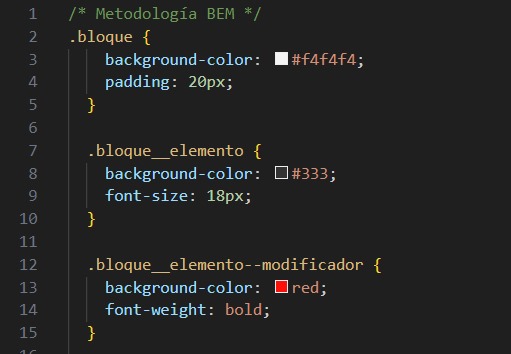 1 /* Metodología BEM */
2 .bloque {
3 background-color: #f4f4f4;
4 padding: 20px;
5 }
6
7 .bloque__elemento {
8 background-color: #333;
9 font-size: 18px;
10 }
11
12 .bloque__elemento--modificador {
13 background-color: red;
14 font-weight: bold;
15 }
16